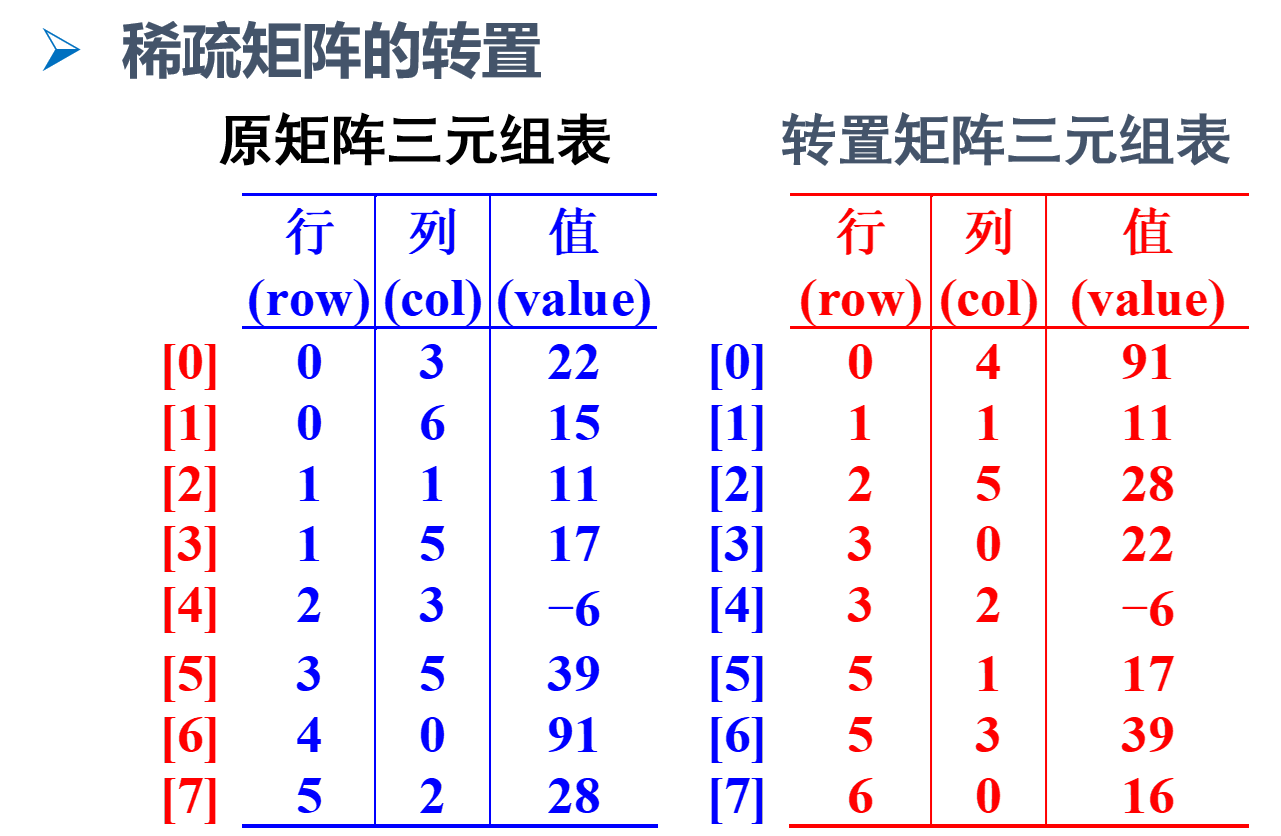 稀疏矩阵的转置
原矩阵三元组表 转置矩阵三元组表
行 列 值 行 列 值
(row) (col) (value) (row) (col) (value)
[0] 0 3 22 [0] 0 4 91
[1] 0 6 15 [1] 1 1 11
[2] 1 1 11 [2] 2 5 28
[3] 1 5 17 [3] 3 0 22
[4] 2 3 −6 [4] 3 2 −6
[5] 3 5 39 [5] 5 1 17
[6] 4 0 91 [6] 5 3 39
[7] 5 2 28 [7] 6 0 16